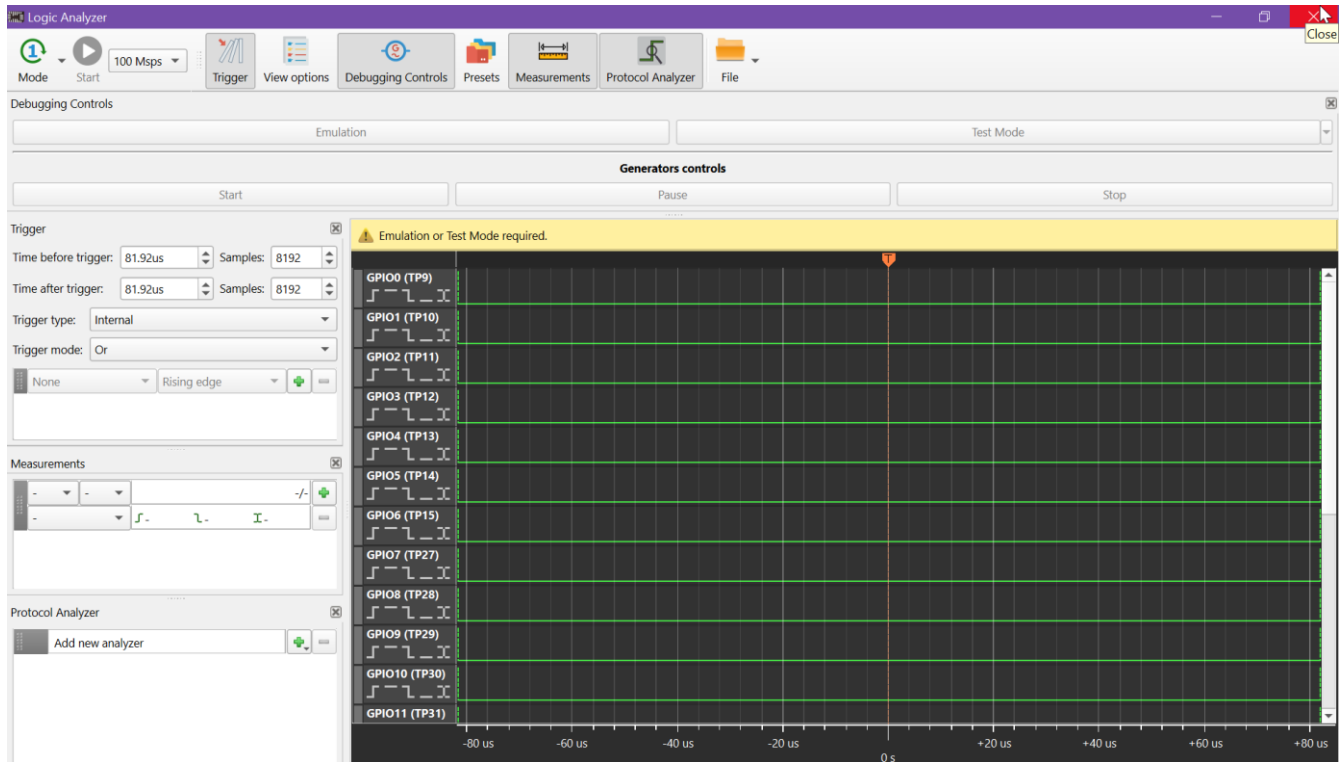 Logic Analyzer
Close
100 Msps
Mode Start Trigger View options Debugging Controls Presets Measurements Protocol Analyzer File
Debugging Controls
Emulation Test Mode
Generators controls
Start Pause Stop
Trigger
Time before trigger: 81.92us Samples: 8192
Time after trigger: 81.92us Samples: 8192
Trigger type: Internal
Trigger mode: Or
None Rising edge
Measurements
- - -/-
- - - -
Protocol Analyzer
Add new analyzer
Emulation or Test Mode required.
T
GPIO0 (TP9)
GPIO1 (TP10)
GPIO2 (TP11)
GPIO3 (TP12)
GPIO4 (TP13)
GPIO5 (TP14)
GPIO6 (TP15)
GPIO7 (TP27)
GPIO8 (TP28)
GPIO9 (TP29)
GPIO10 (TP30)
GPIO11 (TP31)
-80 us -60 us -40 us -20 us +20 us +40 us +60 us +80 us
0 s